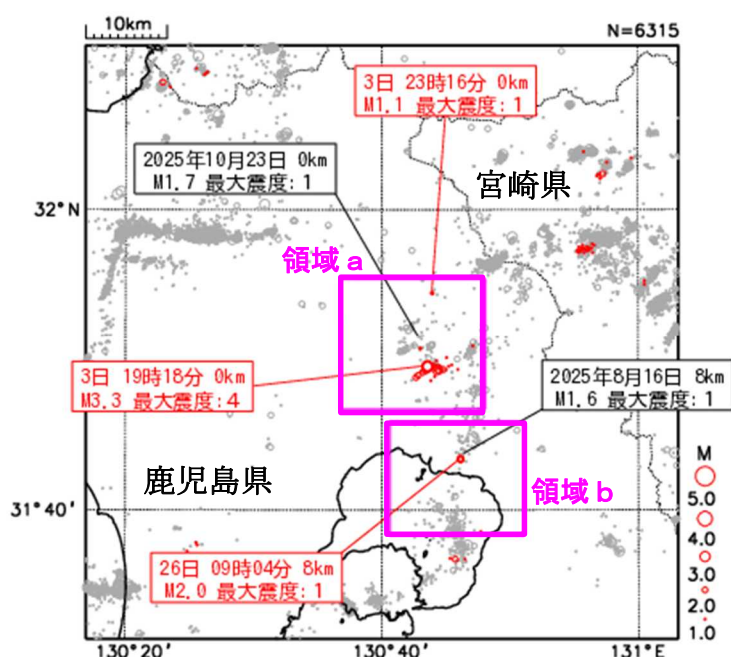 10km
N=6315
3日 23時16分 0km
M1.1 最大震度:1
2025年10月23日 0km
M1.7 最大震度:1
宮崎県
32°N
領域a
3日 19時18分 0km
M3.3 最大震度:4
2025年8月16日 8km
M1.6 最大震度:1
鹿児島県
領域b
31°40′
26日 09時04分 8km
M2.0 最大震度:1
M
5.0
4.0
3.0
2.0
1.0
130°20′
130°40′
131°E